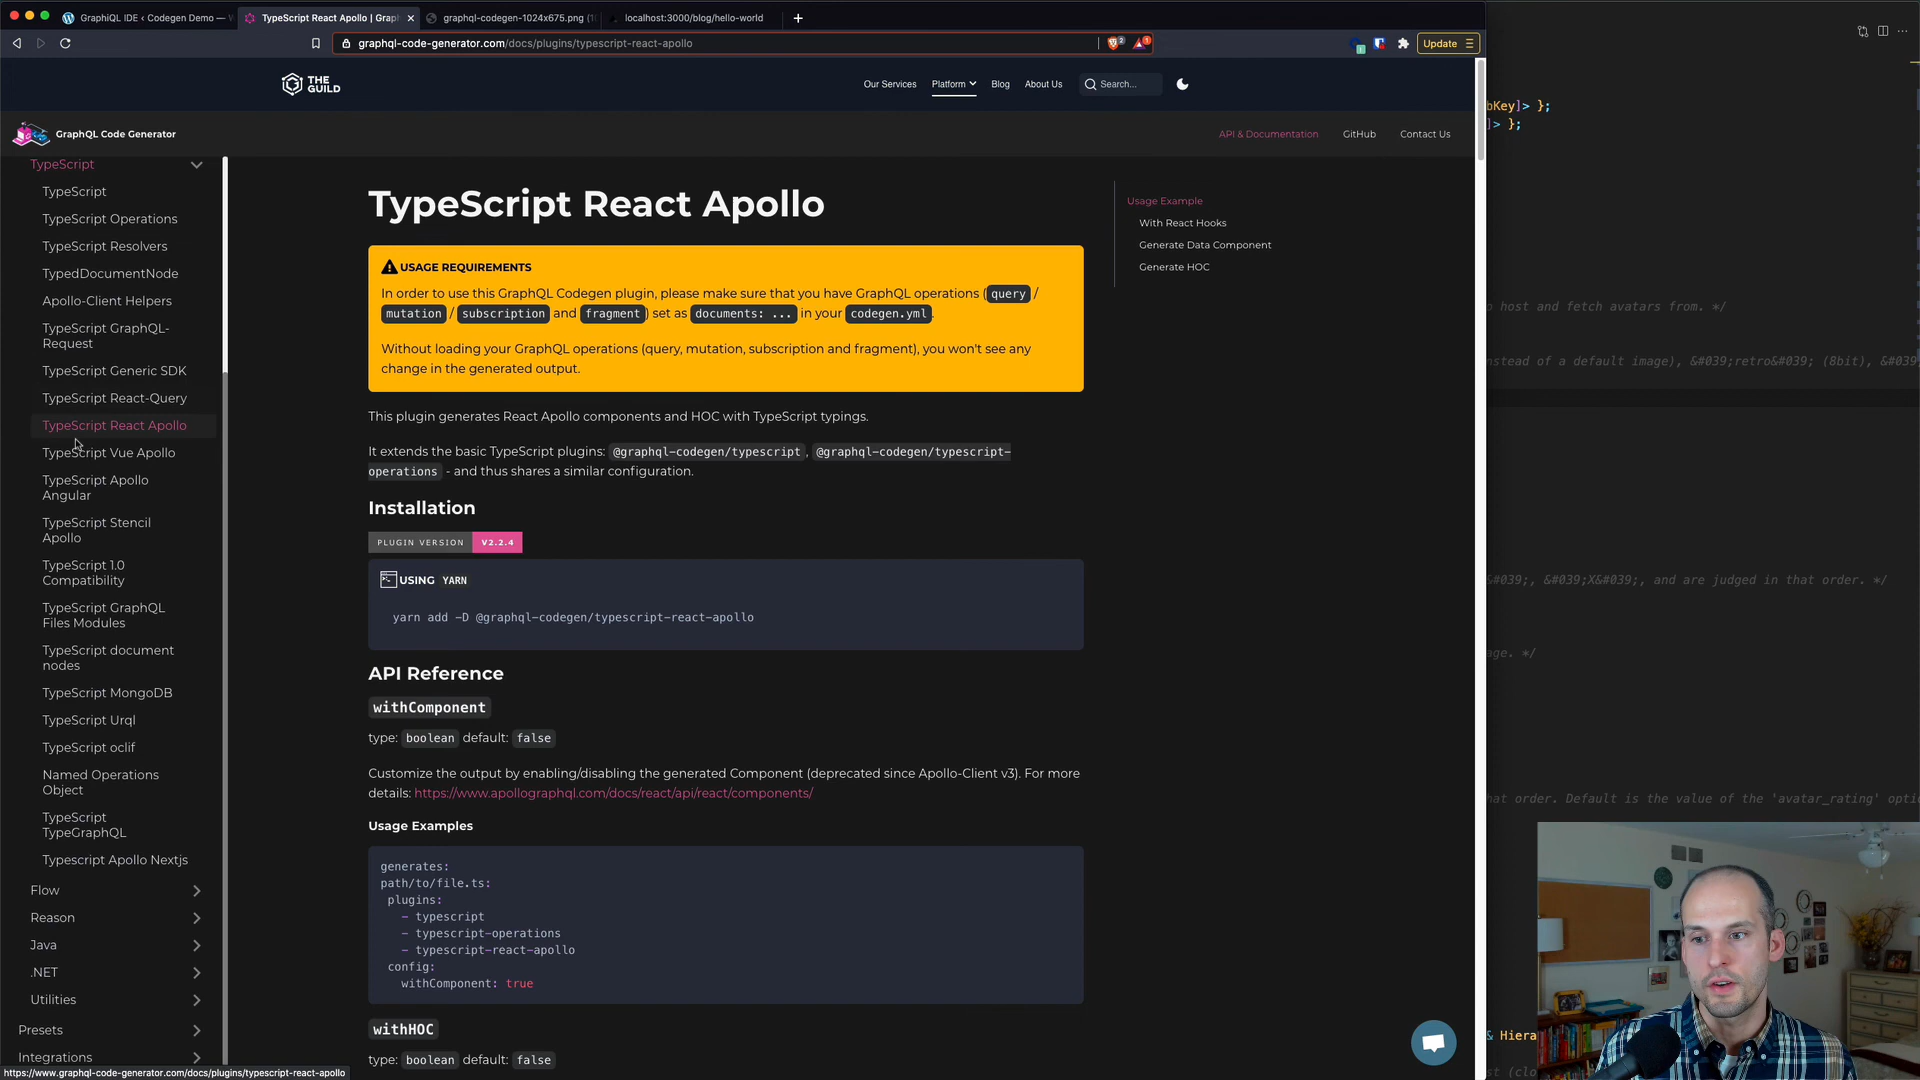 GraphiQL IDE ‹ Codegen Demo —
TypeScript React Apollo | Graph
graphql-codegen-1024x675.png
localhost:3000/blog/hello-world
graphql-code-generator.com/docs/plugins/typescript-react-apollo
2
1
Update
THE
GUILD
Our Services
Platform
Blog
About Us
Search...
GraphQL Code Generator
API & Documentation
GitHub
Contact Us
TypeScript
TypeScript
TypeScript Operations
TypeScript Resolvers
TypedDocumentNode
Apollo-Client Helpers
TypeScript GraphQL-
Request
TypeScript Generic SDK
TypeScript React-Query
TypeScript React Apollo
TypeScript Vue Apollo
TypeScript Apollo
Angular
TypeScript Stencil
Apollo
TypeScript 1.0
Compatibility
TypeScript GraphQL
Files Modules
TypeScript document
nodes
TypeScript MongoDB
TypeScript Urql
TypeScript oclif
Named Operations
Object
TypeScript
TypeGraphQL
Typescript Apollo Nextjs
Flow
Reason
Java
.NET
Utilities
Presets
Integrations
https://www.graphql-code-generator.com/docs/plugins/typescript-react-apollo
TypeScript React Apollo
USAGE REQUIREMENTS
In order to use this GraphQL Codegen plugin, please make sure that you have GraphQL operations (query /
mutation / subscription and fragment) set as documents: ... in your codegen.yml.
Without loading your GraphQL operations (query, mutation, subscription and fragment), you won't see any
change in the generated output.
This plugin generates React Apollo components and HOC with TypeScript typings.
It extends the basic TypeScript plugins: @graphql-codegen/typescript, @graphql-codegen/typescript-
operations - and thus shares a similar configuration.
Installation
PLUGIN VERSION V2.2.4
USING YARN
yarn add -D @graphql-codegen/typescript-react-apollo
API Reference
withComponent
type: boolean default: false
Customize the output by enabling/disabling the generated Component (deprecated since Apollo-Client v3). For more
details: https://www.apollographql.com/docs/react/api/react/components/
Usage Examples
generates:
path/to/file.ts:
plugins:
- typescript
- typescript-operations
- typescript-react-apollo
config:
withComponent: true
withHOC
type: boolean default: false
Usage Example
With React Hooks
Generate Data Component
Generate HOC
bKey]> };
]> };
o host and fetch avatars from. */
instead of a default image), &#039;retro&#039; (8bit), &#039
&#039;, &#039;X&#039;, and are judged in that order. */
age. */
hat order. Default is the value of the 'avatar_rating' opti
& Hiera
st (clo